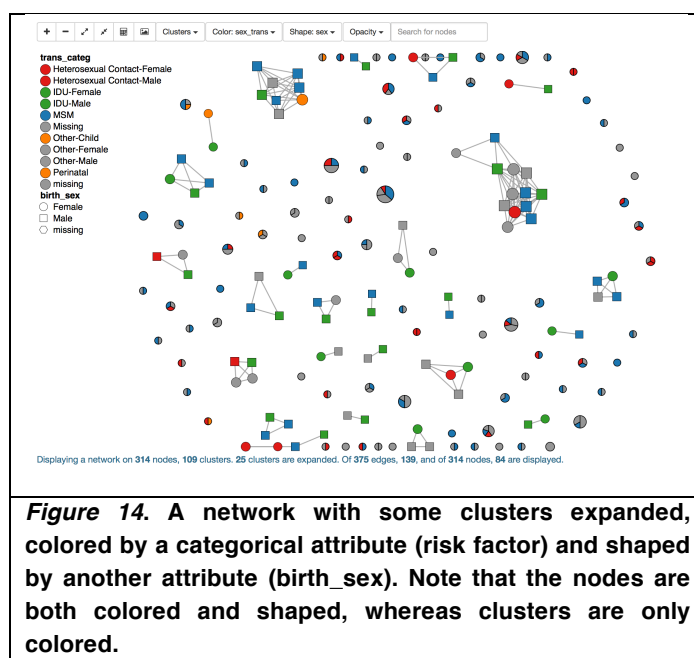 + −
Clusters Color: sex_trans Shape: sex Opacity Search for nodes
trans_categ
Heterosexual Contact-Female
Heterosexual Contact-Male
IDU-Female
IDU-Male
MSM
Missing
Other-Child
Other-Female
Other-Male
Perinatal
missing
birth_sex
Female
Male
missing
Displaying a network on 314 nodes, 109 clusters. 25 clusters are expanded. Of 375 edges, 139, and of 314 nodes, 84 are displayed.
Figure 14. A network with some clusters expanded,
colored by a categorical attribute (risk factor) and shaped
by another attribute (birth_sex). Note that the nodes are
both colored and shaped, whereas clusters are only
colored.